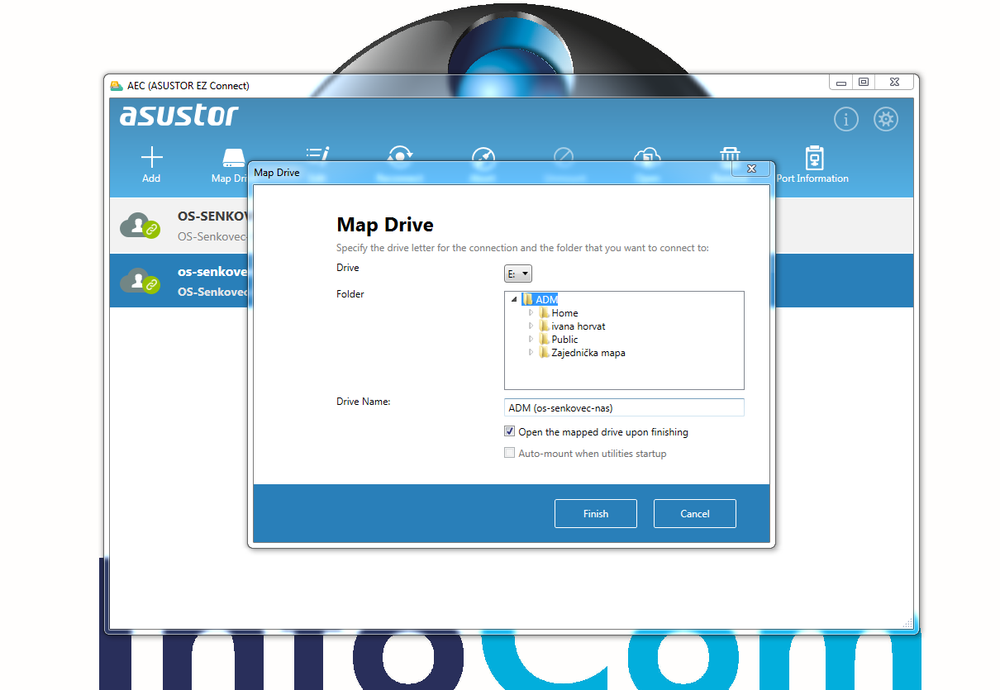 AEC (ASUSTOR EZ Connect)
asustor
Add
Map Dri
Port Information
OS-SENKOV
OS-Senkovec-
os-senkove
OS-Senkovec
Map Drive
Map Drive
Specify the drive letter for the connection and the folder that you want to connect to:
Drive
E:
Folder
ADM
Home
ivana horvat
Public
Zajednička mapa
Drive Name:
ADM (os-senkovec-nas)
Open the mapped drive upon finishing
Auto-mount when utilities startup
Finish
Cancel
InfoCom